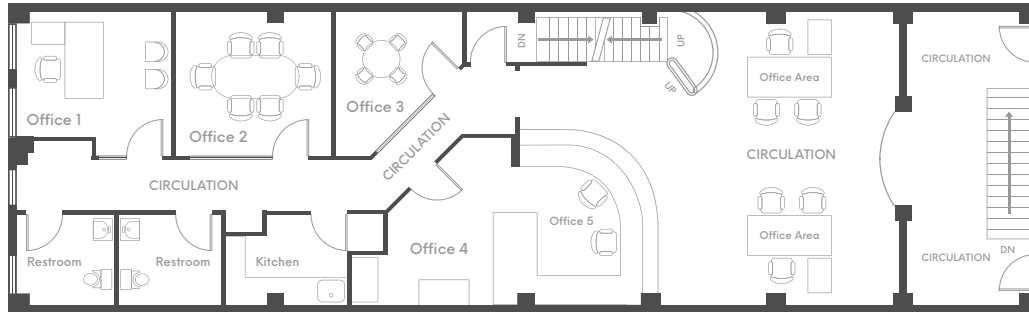 DN
UP
UP
CIRCULATION
Office Area
Office 1
Office 2
Office 3
CIRCULATION
CIRCULATION
CIRCULATION
Office 5
Office Area
Restroom
Restroom
Kitchen
Office 4
DN
CIRCULATION